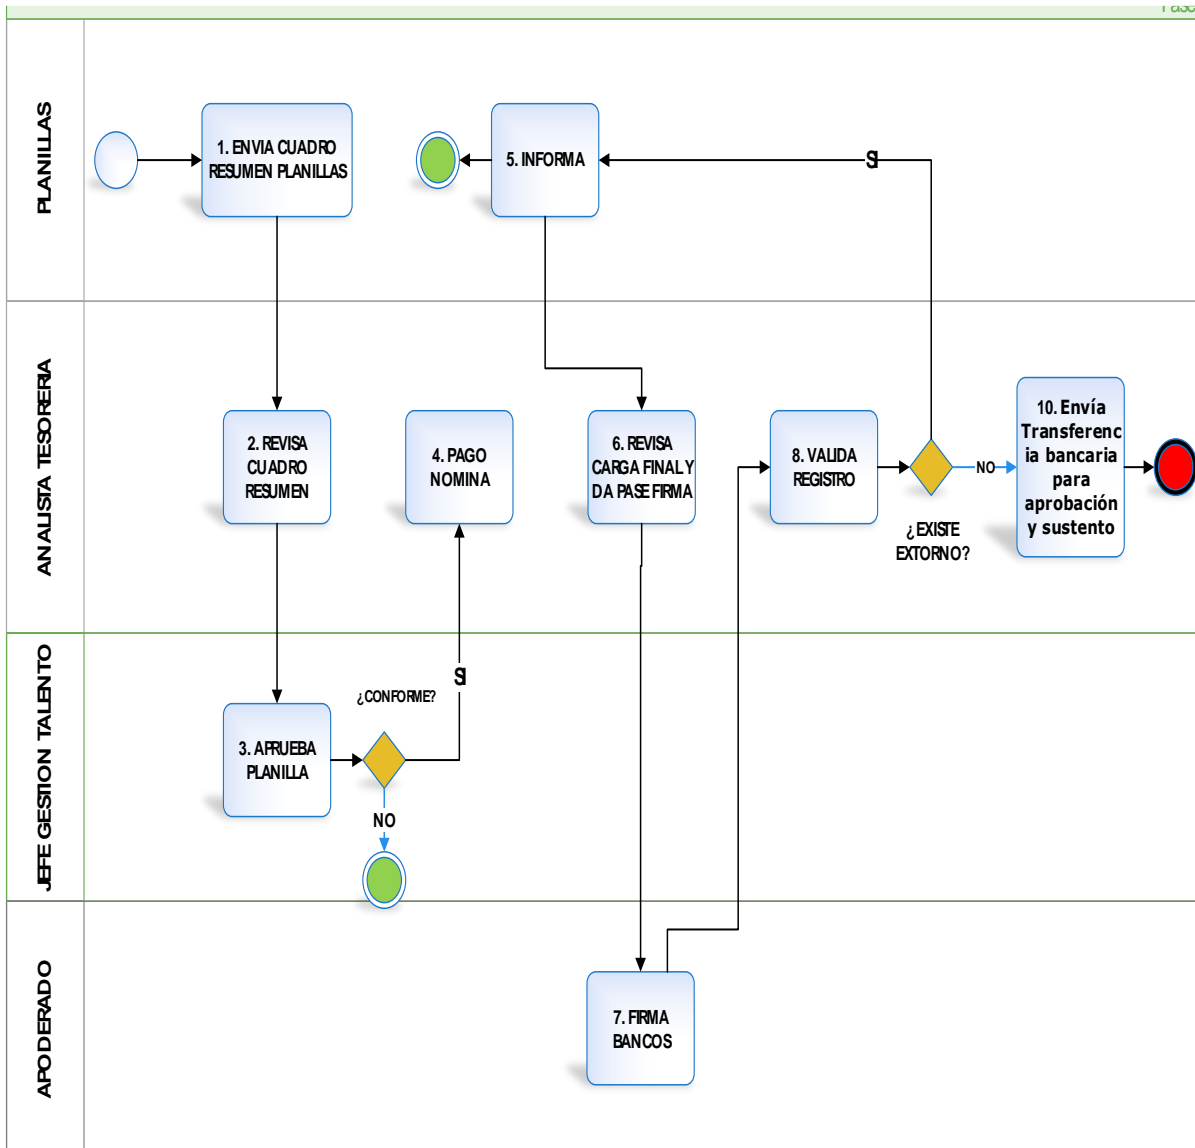 PLANILLAS
1. ENVIA CUADRO
RESUMEN PLANILLAS
5. INFORMA
SI
ANALISTA TESORERIA
2. REVISA
CUADRO
RESUMEN
4. PAGO
NOMINA
6. REVISA
CARGA FINAL Y
DA PASE FIRMA
8. VALIDA
REGISTRO
¿EXISTE
EXTORNO?
NO
10. Envía
Transferenc
ia bancaria
para
aprobación
y sustento
JEFE GESTION TALENTO
3. APRUEBA
PLANILLA
¿CONFORME?
SI
NO
APODERADO
7. FIRMA
BANCOS